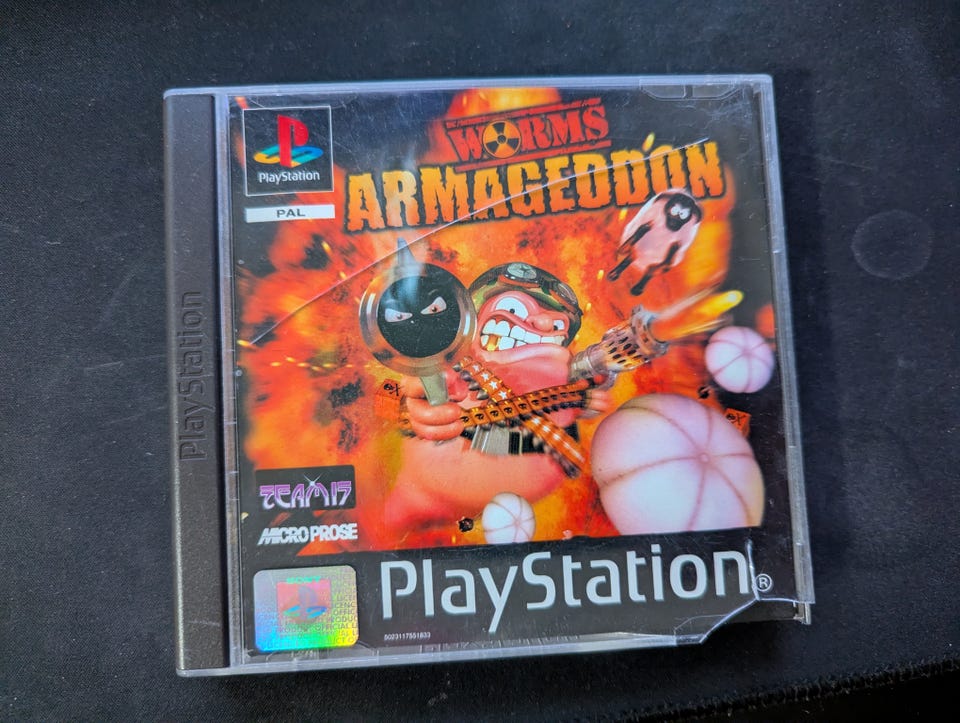 PlayStation
PAL
WORMS
ARMAGEDDON
PlayStation
TEAM17
MICROPROSE
PlayStation®
5023117551833